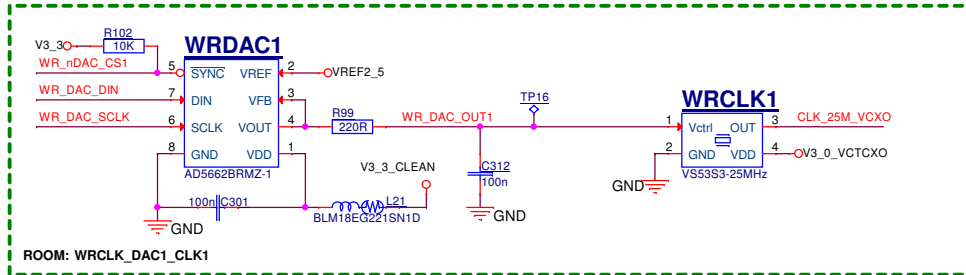 R102
10K
V3_3
WRDAC1
WR_nDAC_CS1
5
SYNC
VREF
2
VREF2_5
WR_DAC_DIN
7
DIN
VFB
3
TP16
WRCLK1
WR_DAC_SCLK
6
SCLK
VOUT
4
R99
220R
WR_DAC_OUT1
1
Vctrl
OUT
3
CLK_25M_VCXO
8
GND
VDD
1
2
GND
VDD
4
V3_0_VCTCXO
AD5662BRMZ-1
V3_3_CLEAN
C312
100n
VS53S3-25MHz
GND
100n
C301
L21
BLM18EG221SN1D
GND
GND
ROOM: WRCLK_DAC1_CLK1